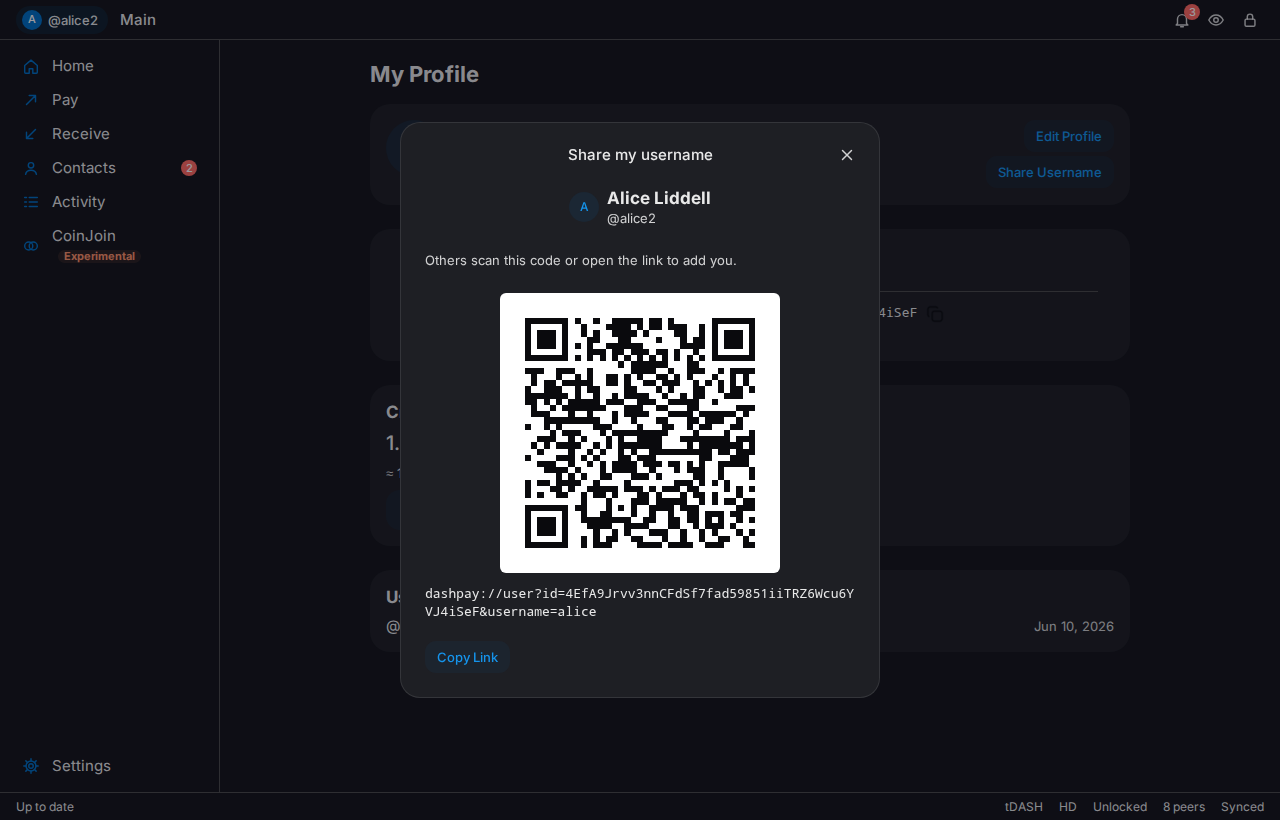 A @alice2 Main
3
Home
Pay
Receive
Contacts 2
Activity
CoinJoin
Experimental
Settings
My Profile
Edit Profile
Share Username
4iSeF
1.
@
Jun 10, 2026
Share my username
A
Alice Liddell
@alice2
Others scan this code or open the link to add you.
dashpay://user?id=4EfA9Jrvv3nnCFdSf7fad59851iiTRZ6Wcu6Y
VJ4iSeF&username=alice
Copy Link
Up to date
tDASH HD Unlocked 8 peers Synced